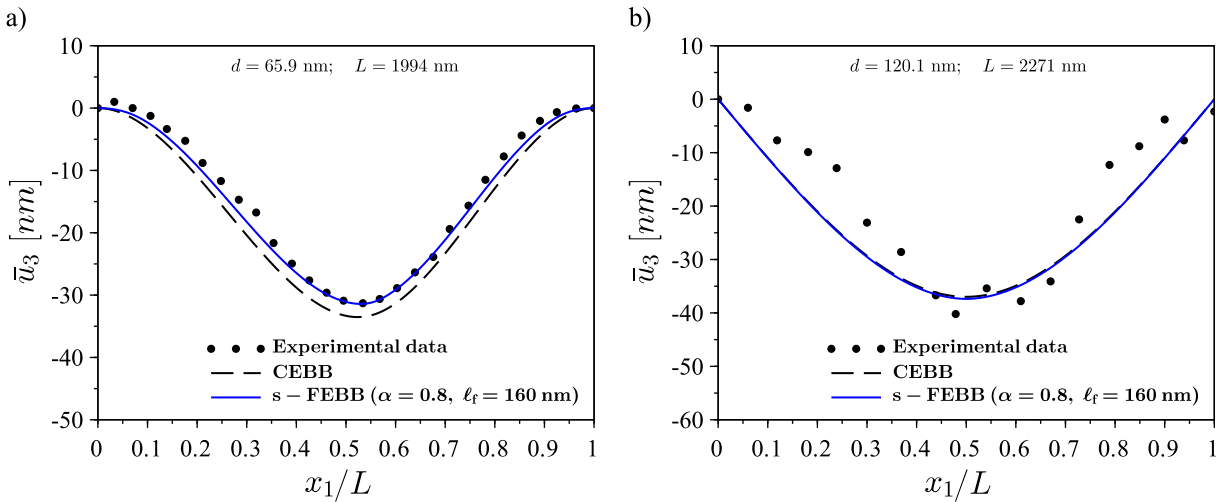 a)
d = 65.9 nm; L = 1994 nm
10
0
-10
-20
-30
-40
-50
ū₃ [nm]
Experimental data
CEBB
s − FEBB (α = 0.8, ℓf = 160 nm)
0 0.1 0.2 0.3 0.4 0.5 0.6 0.7 0.8 0.9 1
x₁/L
b)
d = 120.1 nm; L = 2271 nm
10
0
-10
-20
-30
-40
-50
-60
ū₃ [nm]
Experimental data
CEBB
s − FEBB (α = 0.8, ℓf = 160 nm)
0 0.1 0.2 0.3 0.4 0.5 0.6 0.7 0.8 0.9 1
x₁/L